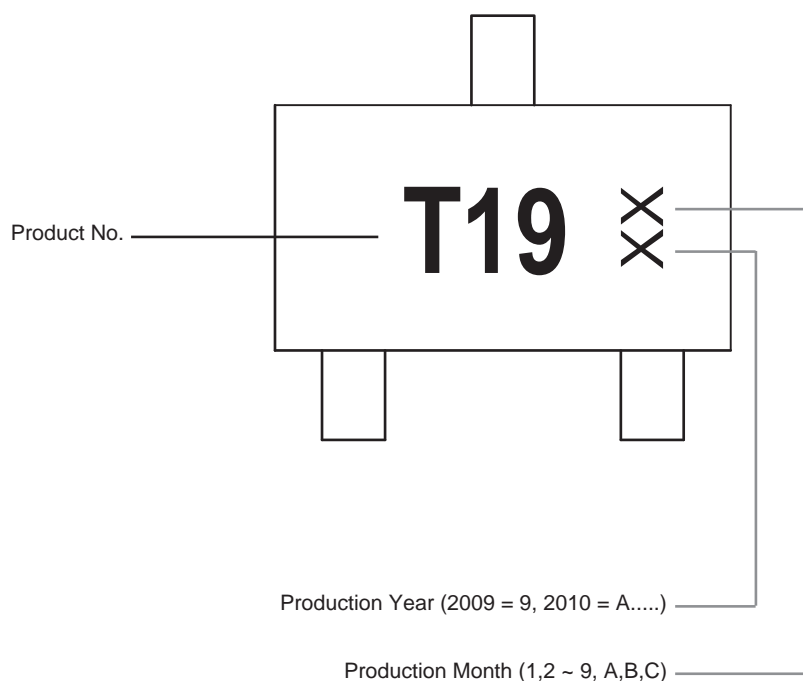 T19 X
X
Product No.
Production Year (2009 = 9, 2010 = A.....)
Production Month (1,2 ~ 9, A,B,C)